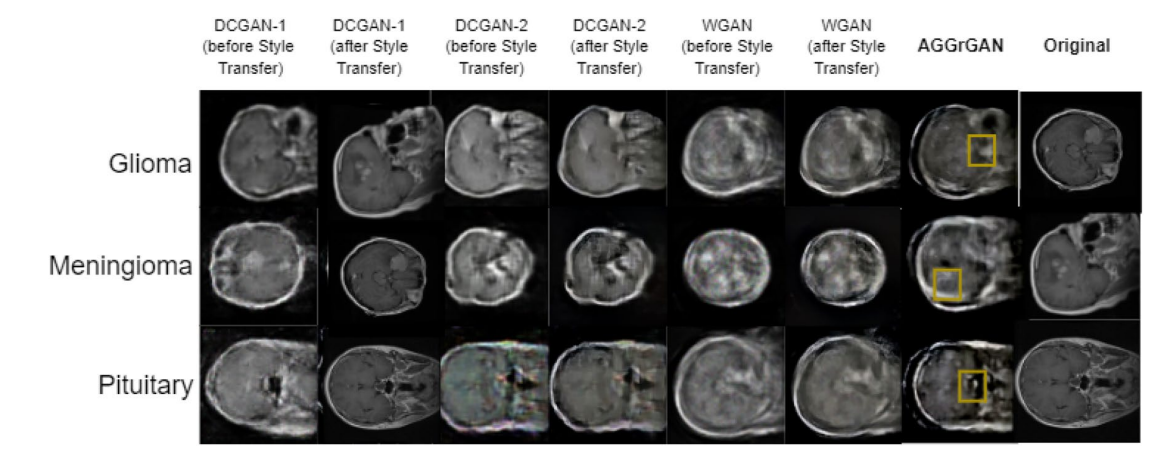 DCGAN-1
(before Style
Transfer)
DCGAN-1
(after Style
Transfer)
DCGAN-2
(before Style
Transfer)
DCGAN-2
(after Style
Transfer)
WGAN
(before Style
Transfer)
WGAN
(after Style
Transfer)
AGGrGAN
Original
Glioma
Meningioma
Pituitary